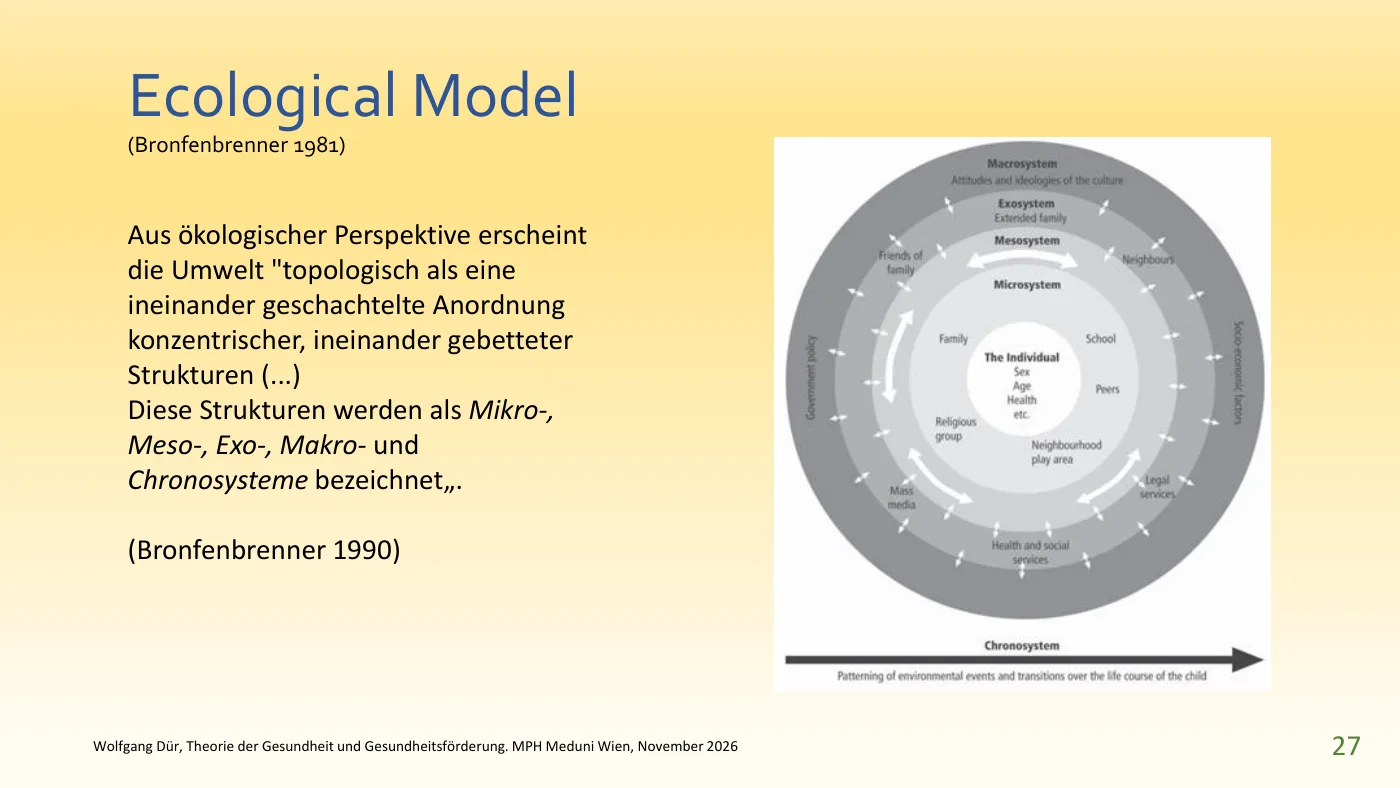 Ecological Model
(Bronfenbrenner 1981)
Aus ökologischer Perspektive erscheint
die Umwelt "topologisch als eine
ineinander geschachtelte Anordnung
konzentrischer, ineinander gebetteter
Strukturen (...)
Diese Strukturen werden als Mikro-,
Meso-, Exo-, Makro- und
Chronosysteme bezeichnet„.
(Bronfenbrenner 1990)
Macrosystem
Attitudes and ideologies of the culture
Exosystem
Extended family
Mesosystem
Friends of
family
Neighbours
Microsystem
Government policy
Socio-economic factors
Family
School
The Individual
Sex
Age
Health
etc.
Peers
Religious
group
Neighbourhood
play area
Mass
media
Legal
services
Health and social
services
Chronosystem
Patterning of environmental events and transitions over the life course of the child
Wolfgang Dür, Theorie der Gesundheit und Gesundheitsförderung. MPH Meduni Wien, November 2026
27